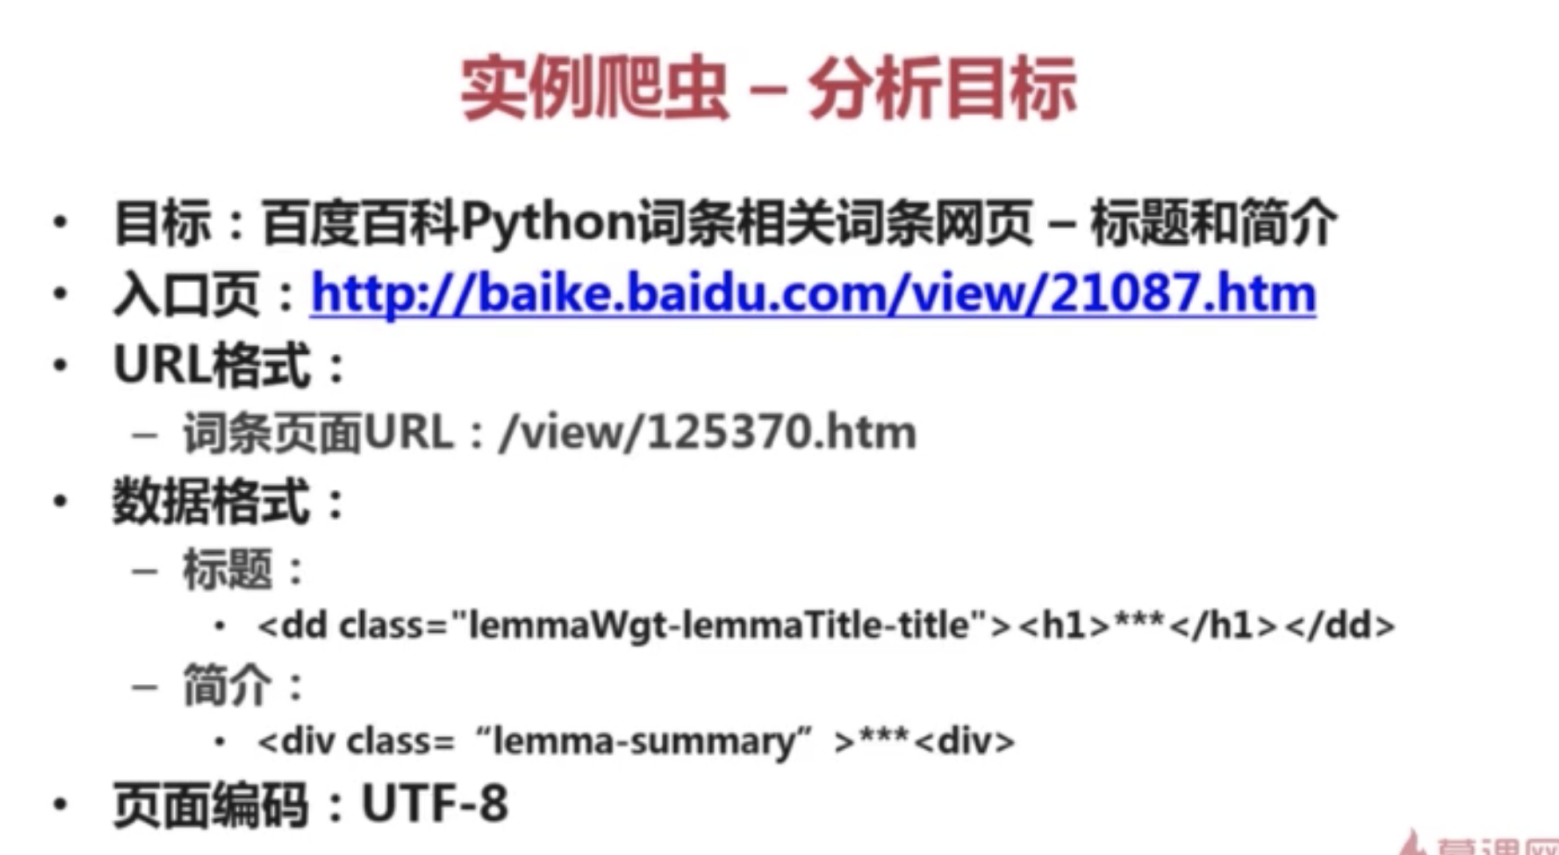 实例爬虫 – 分析目标
• 目标：百度百科Python词条相关词条网页 – 标题和简介
• 入口页：http://baike.baidu.com/view/21087.htm
• URL格式：
– 词条页面URL：/view/125370.htm
• 数据格式：
– 标题：
• <dd class="lemmaWgt-lemmaTitle-title"><h1>***</h1></dd>
– 简介：
• <div class= “lemma-summary” >***<div>
• 页面编码：UTF-8